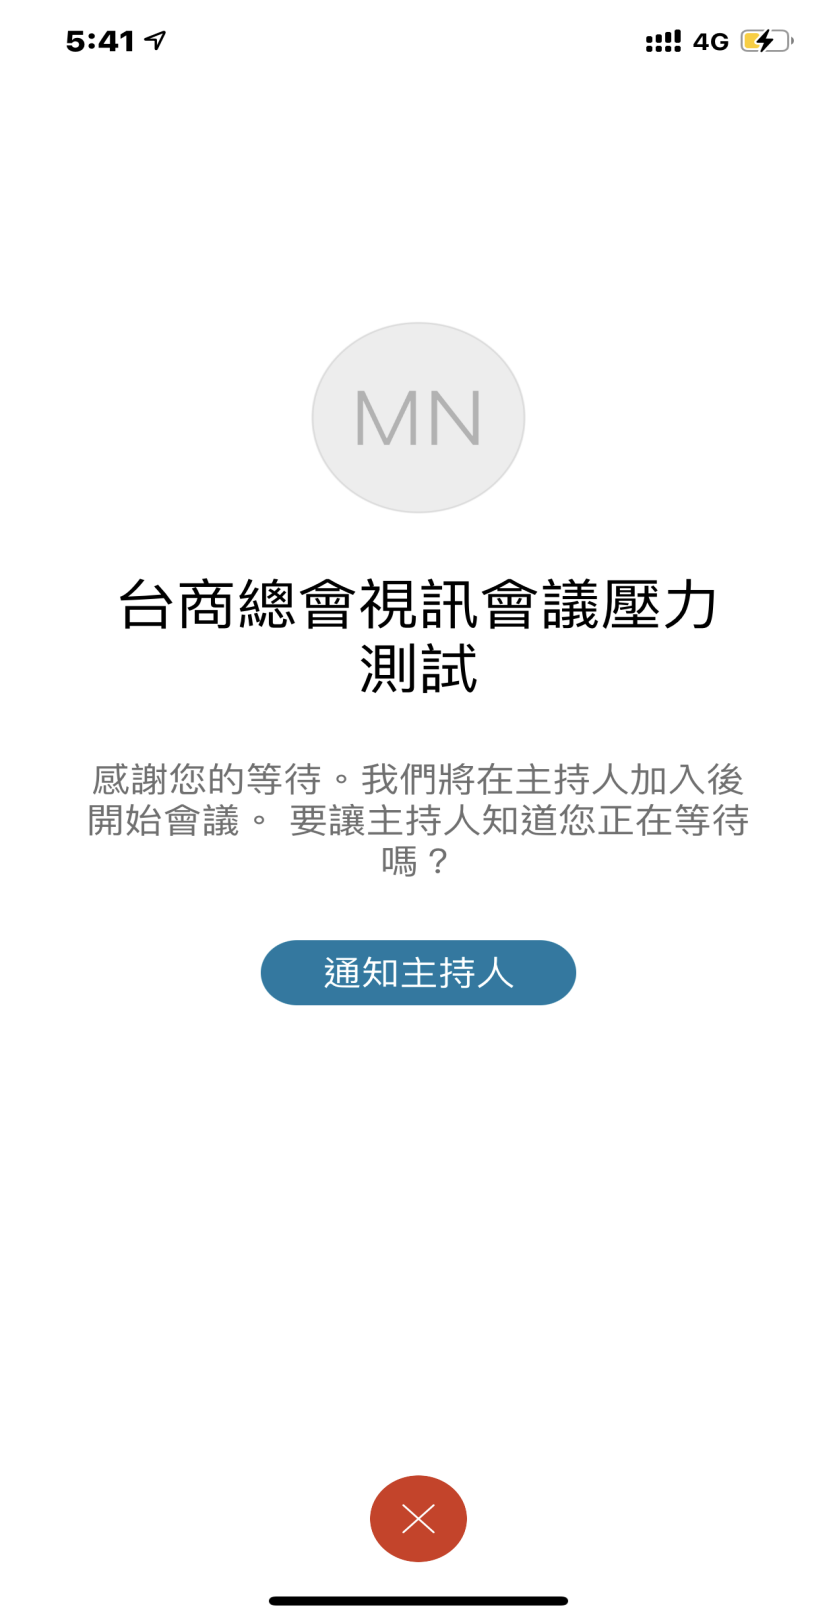 5:41
4G
MN
台商總會視訊會議壓力
測試
感謝您的等待。我們將在主持人加入後
開始會議。 要讓主持人知道您正在等待
嗎？
通知主持人